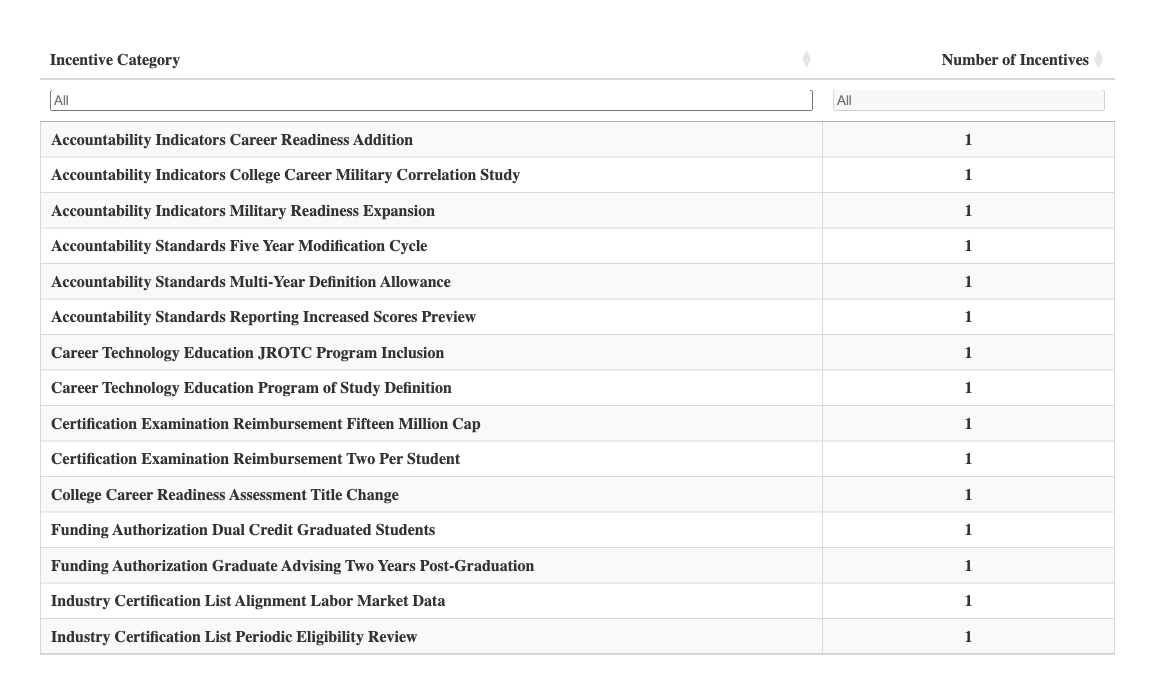 Incentive Category Number of Incentives
All All
Accountability Indicators Career Readiness Addition 1
Accountability Indicators College Career Military Correlation Study 1
Accountability Indicators Military Readiness Expansion 1
Accountability Standards Five Year Modification Cycle 1
Accountability Standards Multi-Year Definition Allowance 1
Accountability Standards Reporting Increased Scores Preview 1
Career Technology Education JROTC Program Inclusion 1
Career Technology Education Program of Study Definition 1
Certification Examination Reimbursement Fifteen Million Cap 1
Certification Examination Reimbursement Two Per Student 1
College Career Readiness Assessment Title Change 1
Funding Authorization Dual Credit Graduated Students 1
Funding Authorization Graduate Advising Two Years Post-Graduation 1
Industry Certification List Alignment Labor Market Data 1
Industry Certification List Periodic Eligibility Review 1